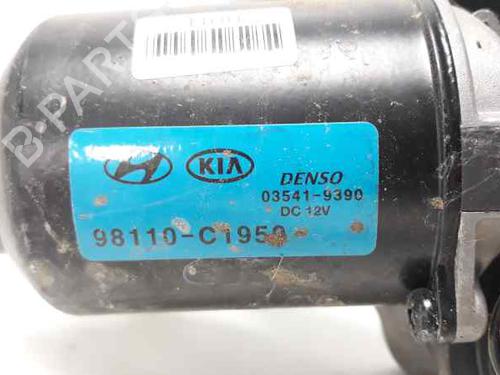 B-PARTS
KIA
DENSO
03541-9390
DC 12V
98110-C1950